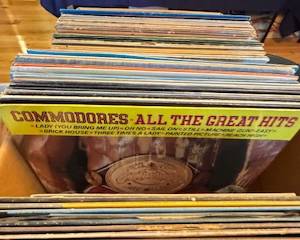 COMMODORES•ALL THE GREAT HITS
•LADY (YOU BRING ME UP)•OH NO•SAIL ON•STILL•MACHINE GUN•EASY•
•BRICK HOUSE•THREE TIMES A LADY•PAINTED PICTURE•REACH HIGH•